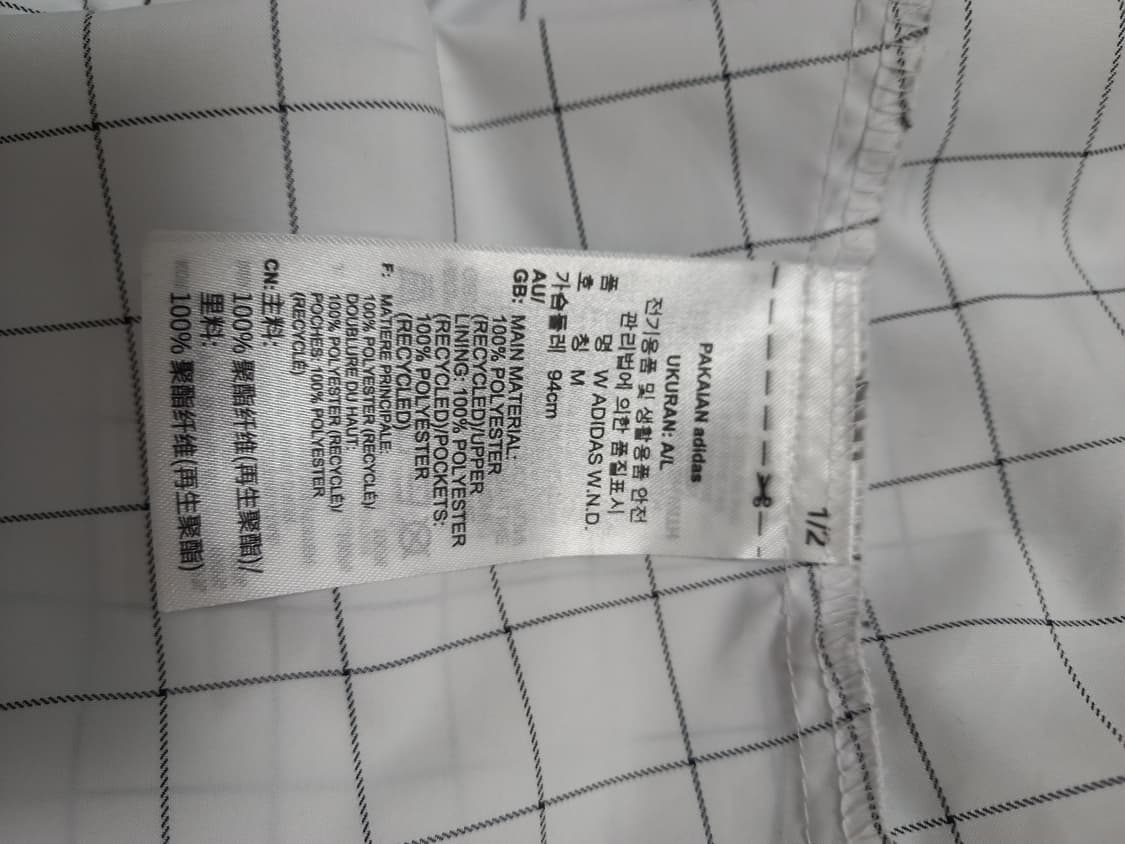 1/2
PAKAIAN adidas
UKURAN: A/L
전기용품 및 생활용품 안전
관리법에 의한 품질표시
품 명 W ADIDAS W.N.D.
호 칭 M
가슴둘레 94cm
AU/
GB: MAIN MATERIAL:
100% POLYESTER
(RECYCLED)/UPPER
LINING: 100% POLYESTER
(RECYCLED)/POCKETS:
100% POLYESTER
(RECYCLED)
F: MATIERE PRINCIPALE:
100% POLYESTER (RECYCLÉ)/
DOUBLURE DU HAUT:
100% POLYESTER (RECYCLÉ)/
POCHES: 100% POLYESTER
(RECYCLÉ)
CN: 主料:
100% 聚酯纤维(再生聚酯)/
里料:
100% 聚酯纤维(再生聚酯)